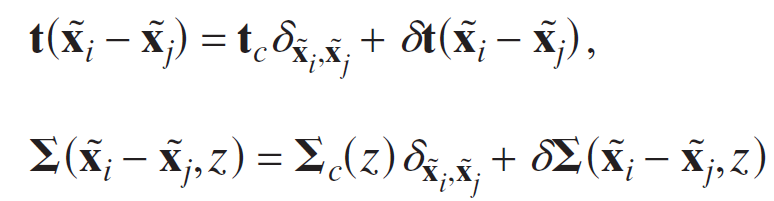 𝐭(𝐱̃ᵢ − 𝐱̃ⱼ) = 𝐭_c δ_{𝐱̃ᵢ,𝐱̃ⱼ} + δ𝐭(𝐱̃ᵢ − 𝐱̃ⱼ),
𝚺(𝐱̃ᵢ − 𝐱̃ⱼ, z) = 𝚺_c(z) δ_{𝐱̃ᵢ,𝐱̃ⱼ} + δ𝚺(𝐱̃ᵢ − 𝐱̃ⱼ, z)